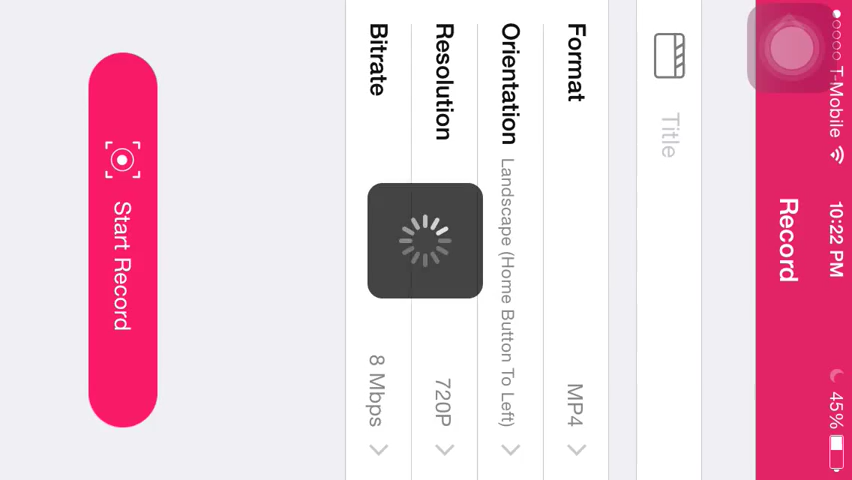 T-Mobile 10:22 PM 45%
Record
Title
Format MP4
Orientation Landscape (Home Button To Left)
Resolution 720P
Bitrate 8 Mbps
Start Record